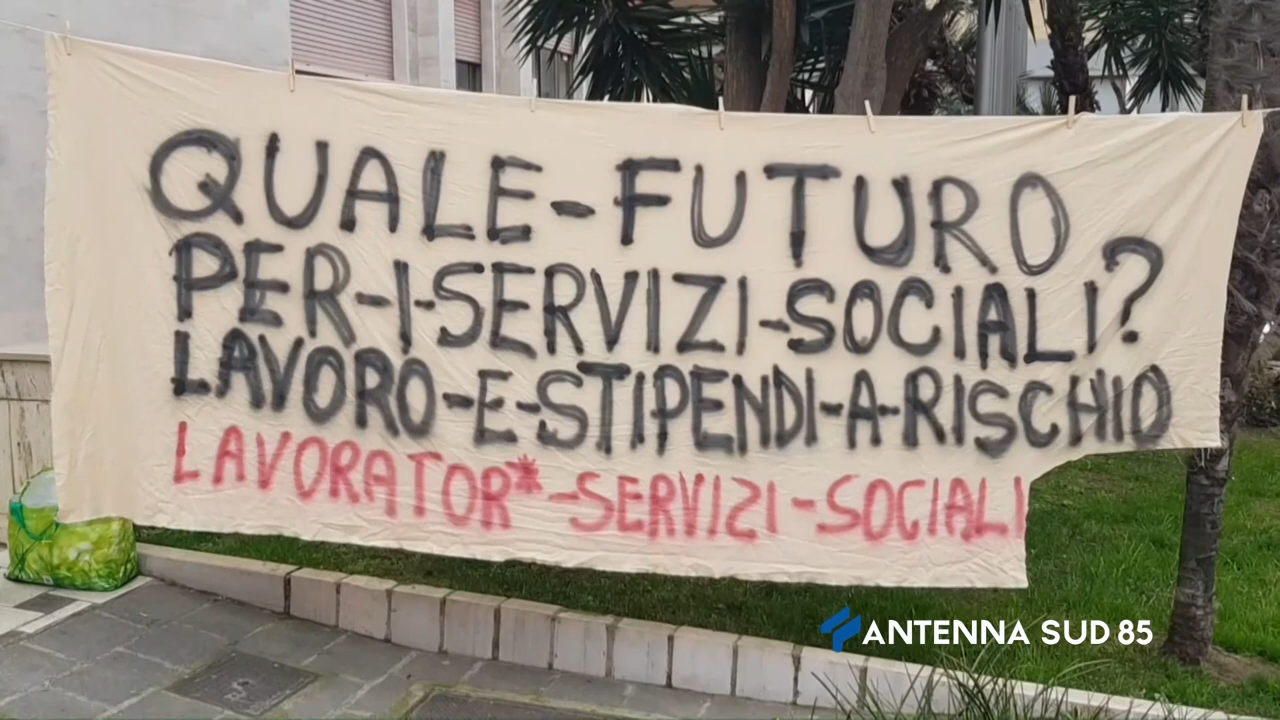 QUALE-FUTURO
PER-I-SERVIZI-SOCIALI?
LAVORO-E-STIPENDI-A-RISCHIO
LAVORATOR*-SERVIZI-SOCIALI
ANTENNA SUD 85